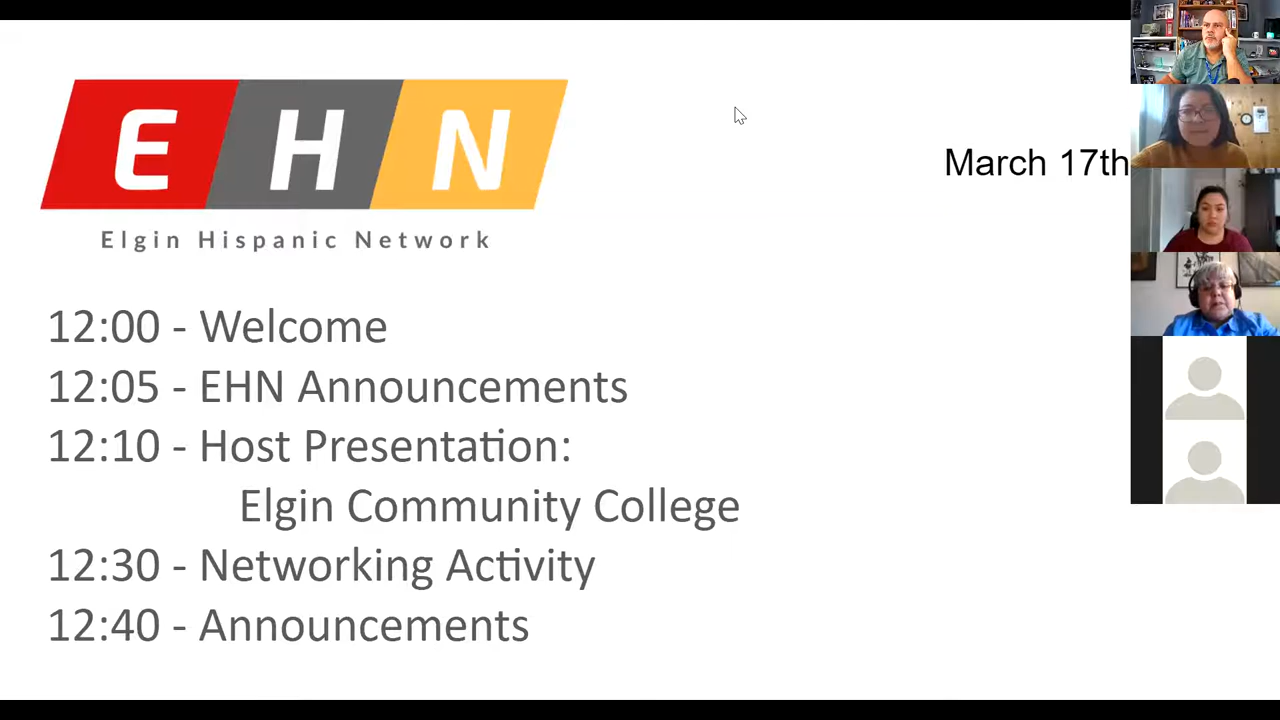 E H N
March 17th
Elgin Hispanic Network
12:00 - Welcome
12:05 - EHN Announcements
12:10 - Host Presentation:
Elgin Community College
12:30 - Networking Activity
12:40 - Announcements